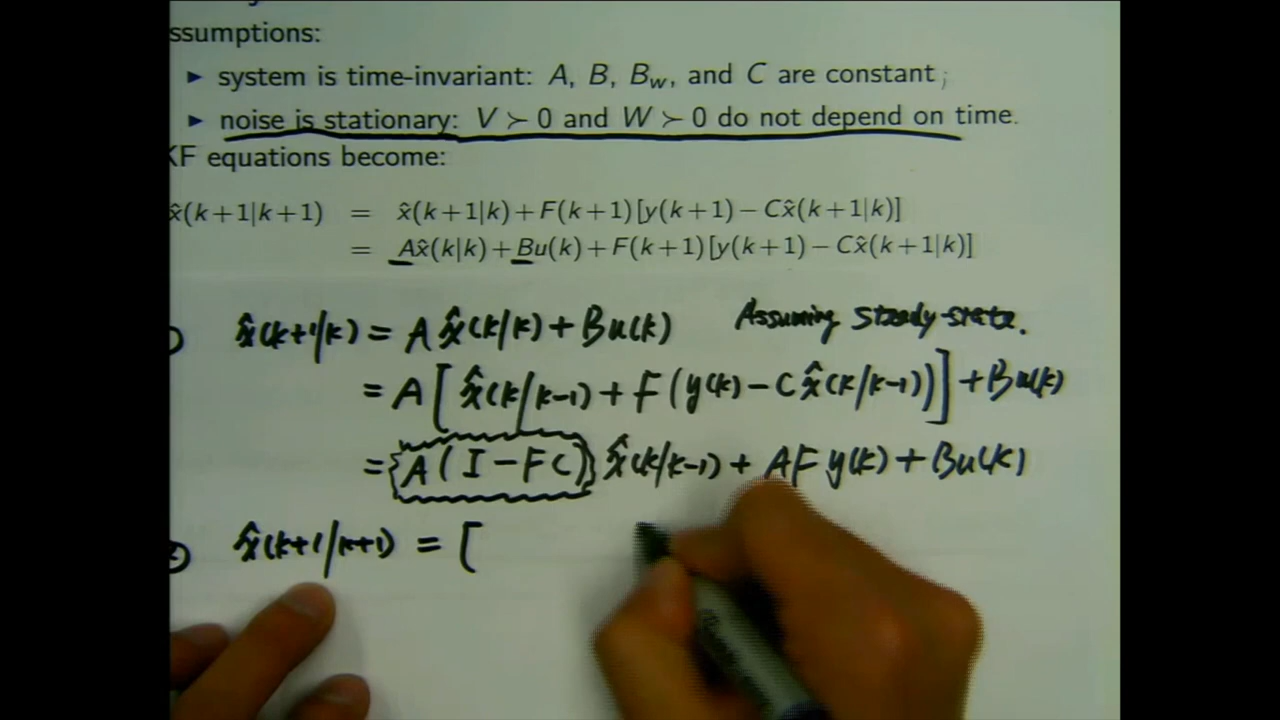 ssumptions:
▶ system is time-invariant: A, B, B_w, and C are constant;
▶ noise is stationary: V ≻ 0 and W ≻ 0 do not depend on time.
KF equations become:
x̂(k+1|k+1) = x̂(k+1|k)+F(k+1)[y(k+1)−Cx̂(k+1|k)]
= Ax̂(k|k)+Bu(k)+F(k+1)[y(k+1)−Cx̂(k+1|k)]
x̂(k+1/k) = A x̂(k/k) + Bu(k) Assuming steady-state.
= A[x̂(k/k-1) + F(y(k) − Cx̂(k/k-1))] + Bu(k)
= {A(I − FC)} x̂(k/k-1) + AF y(k) + Bu(k)
x̂(k+1/k+1) = [